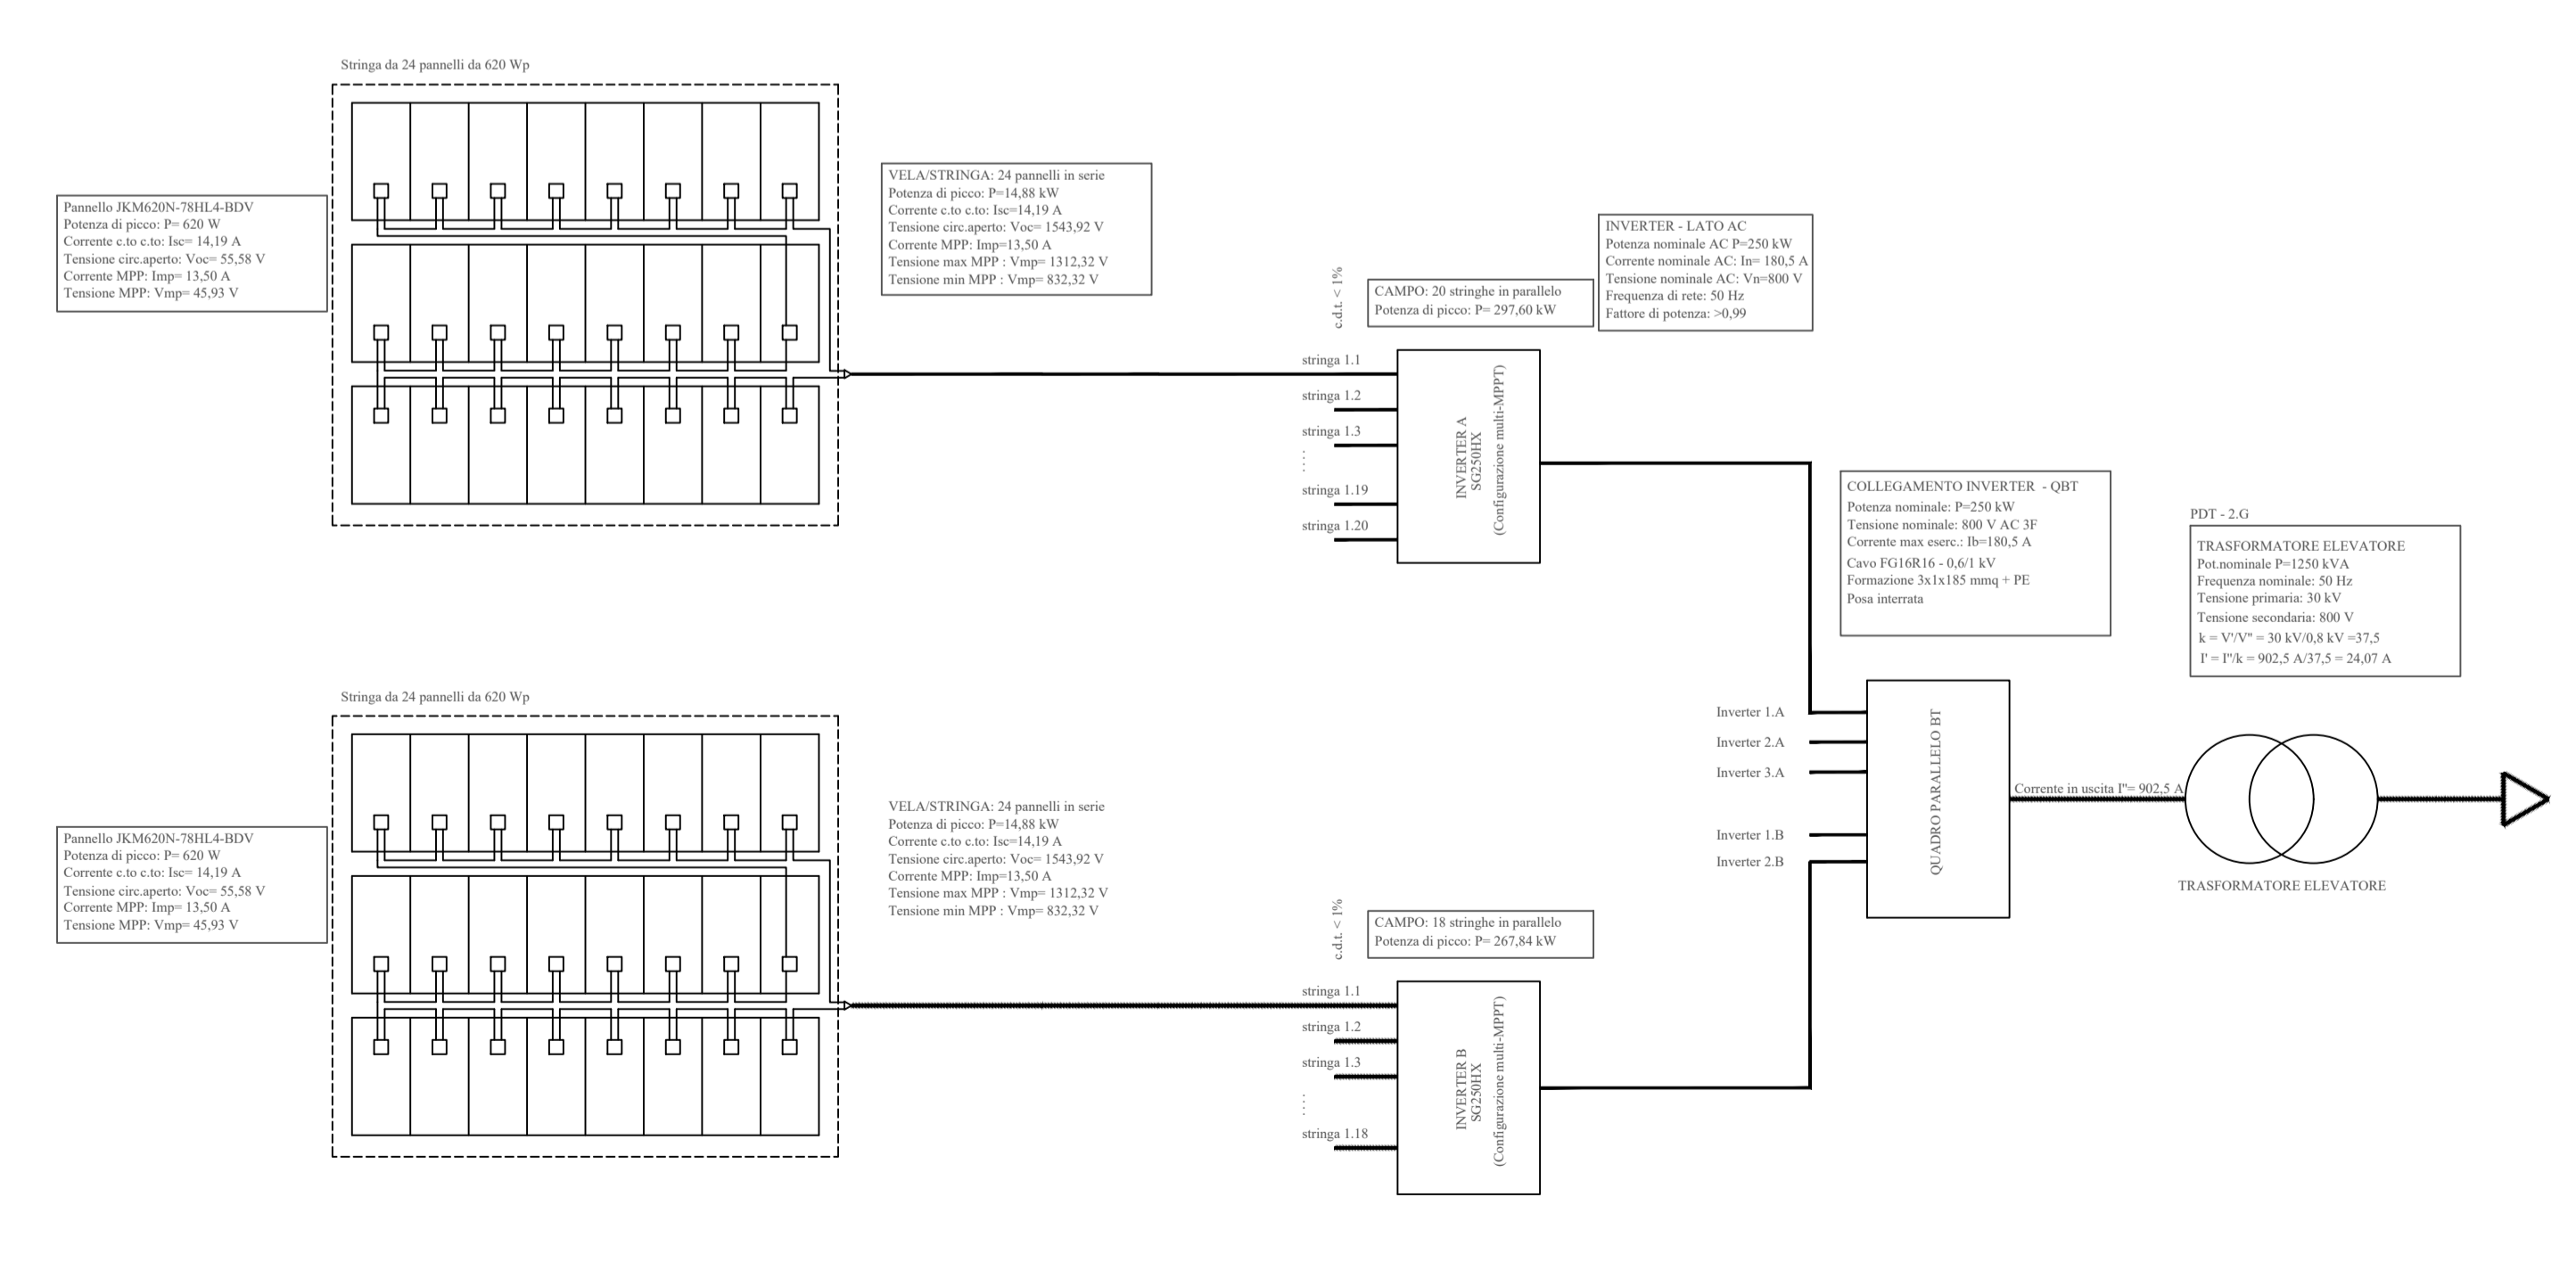 Stringa da 24 pannelli da 620 Wp
Pannello JKM620N-78HL4-BDV
Potenza di picco: P= 620 W
Corrente c.to c.to: Isc= 14,19 A
Tensione circ.aperto: Voc= 55,58 V
Corrente MPP: Imp= 13,50 A
Tensione MPP: Vmp= 45,93 V
VELA/STRINGA: 24 pannelli in serie
Potenza di picco: P=14,88 kW
Corrente c.to c.to: Isc=14,19 A
Tensione circ.aperto: Voc= 1543,92 V
Corrente MPP: Imp=13,50 A
Tensione max MPP : Vmp= 1312,32 V
Tensione min MPP : Vmp= 832,32 V
c.d.t. < 1%
CAMPO: 20 stringhe in parallelo
Potenza di picco: P= 297,60 kW
INVERTER - LATO AC
Potenza nominale AC P=250 kW
Corrente nominale AC: In= 180,5 A
Tensione nominale AC: Vn=800 V
Frequenza di rete: 50 Hz
Fattore di potenza: >0,99
stringa 1.1
stringa 1.2
stringa 1.3
....
stringa 1.19
stringa 1.20
INVERTER A
SG250HX
(Configurazione multi-MPPT)
COLLEGAMENTO INVERTER - QBT
Potenza nominale: P=250 kW
Tensione nominale: 800 V AC 3F
Corrente max eserc.: Ib=180,5 A
Cavo FG16R16 - 0,6/1 kV
Formazione 3x1x185 mmq + PE
Posa interrata
PDT - 2.G
TRASFORMATORE ELEVATORE
Pot.nominale P=1250 kVA
Frequenza nominale: 50 Hz
Tensione primaria: 30 kV
Tensione secondaria: 800 V
k = V'/V" = 30 kV/0,8 kV =37,5
I' = I"/k = 902,5 A/37,5 = 24,07 A
Inverter 1.A
Inverter 2.A
Inverter 3.A
Inverter 1.B
Inverter 2.B
QUADRO PARALLELO BT
Corrente in uscita I"= 902,5 A
TRASFORMATORE ELEVATORE
Stringa da 24 pannelli da 620 Wp
Pannello JKM620N-78HL4-BDV
Potenza di picco: P= 620 W
Corrente c.to c.to: Isc= 14,19 A
Tensione circ.aperto: Voc= 55,58 V
Corrente MPP: Imp= 13,50 A
Tensione MPP: Vmp= 45,93 V
VELA/STRINGA: 24 pannelli in serie
Potenza di picco: P=14,88 kW
Corrente c.to c.to: Isc=14,19 A
Tensione circ.aperto: Voc= 1543,92 V
Corrente MPP: Imp=13,50 A
Tensione max MPP : Vmp= 1312,32 V
Tensione min MPP : Vmp= 832,32 V
c.d.t. < 1%
CAMPO: 18 stringhe in parallelo
Potenza di picco: P= 267,84 kW
stringa 1.1
stringa 1.2
stringa 1.3
....
stringa 1.18
INVERTER B
SG250HX
(Configurazione multi-MPPT)